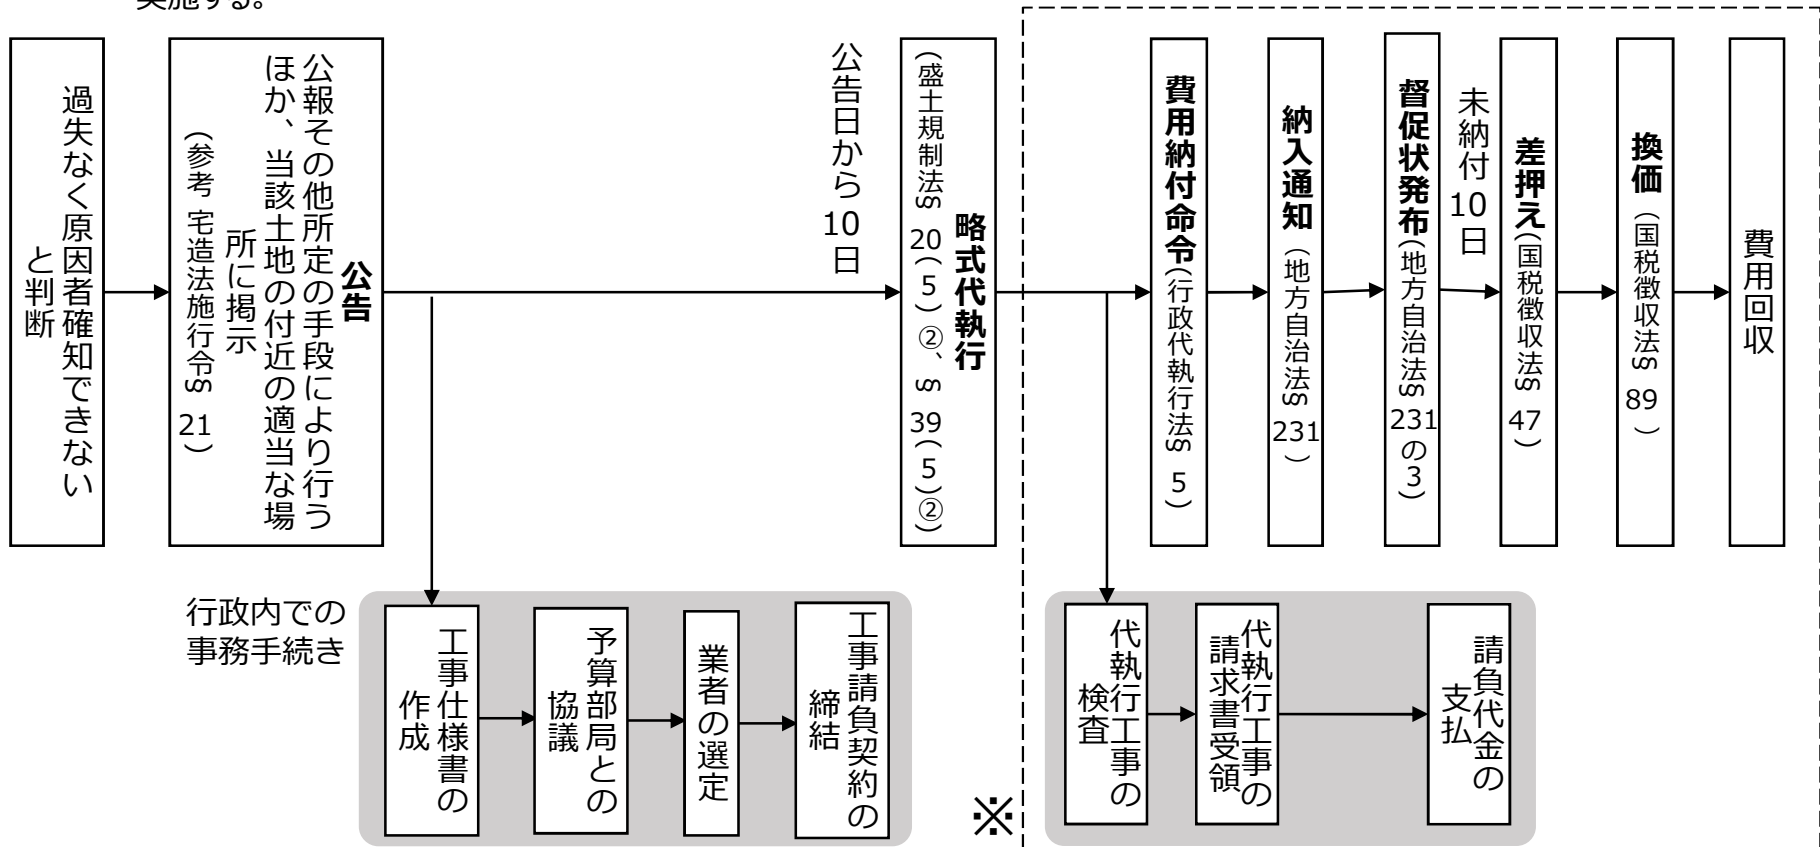 実施する。
過失なく原因者確知できない
と判断
公告
公報その他所定の手段により行う
ほか、当該土地の付近の適当な場
所に掲示
（参考 宅造法施行令§21）
公告日から10日
略式代執行
（盛土規制法§20（5）②、§39（5）②）
費用納付命令（行政代執行法§5）
納入通知（地方自治法§231）
督促状発布（地方自治法§231の3）
未納付10日
差押え（国税徴収法§47）
換価（国税徴収法§89）
費用回収
行政内での
事務手続き
工事仕様書の
作成
予算部局との
協議
業者の選定
工事請負契約の
締結
※
代執行工事の
検査
代執行工事の
請求書受領
請負代金の
支払